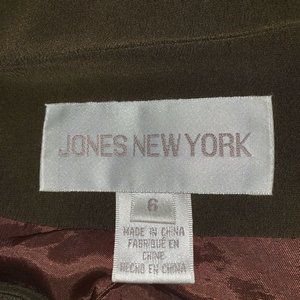 JONES NEW YORK
6
MADE IN CHINA
FABRIQUÉ EN
CHINE
HECHO EN CHINA